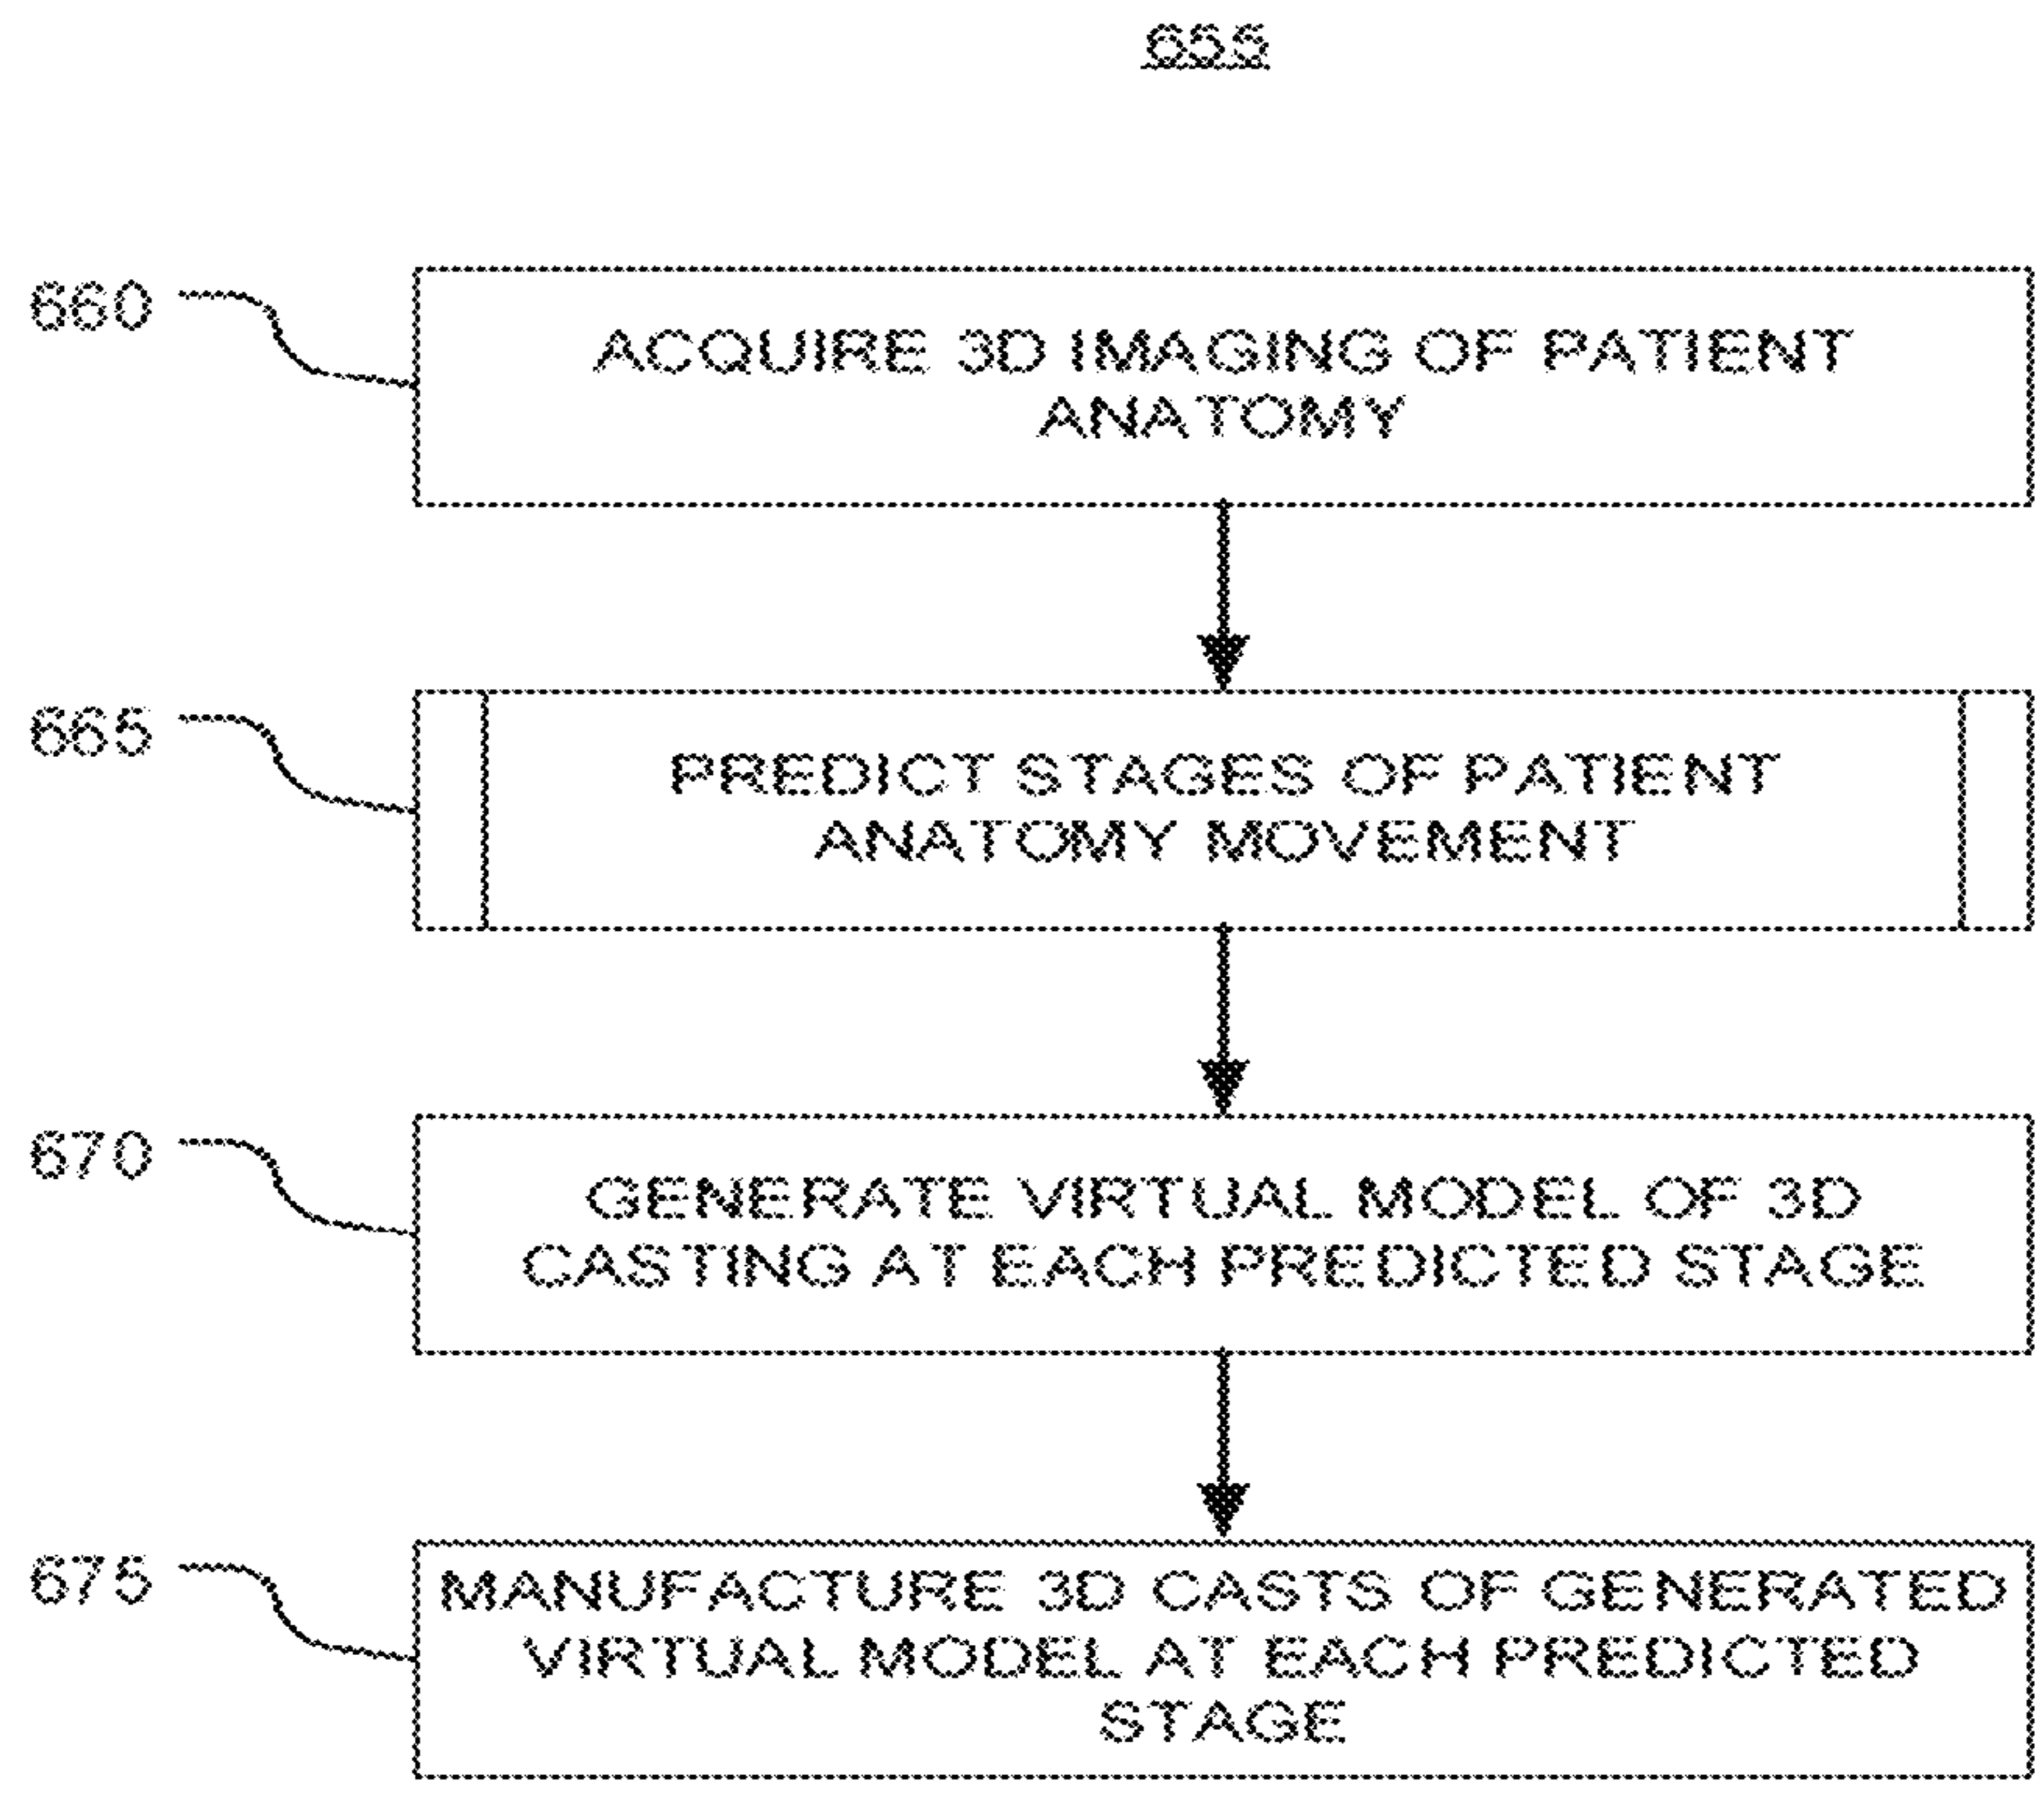 655
660
ACQUIRE 3D IMAGING OF PATIENT
ANATOMY
665
PREDICT STAGES OF PATIENT
ANATOMY MOVEMENT
670
GENERATE VIRTUAL MODEL OF 3D
CASTING AT EACH PREDICTED STAGE
675
MANUFACTURE 3D CASTS OF GENERATED
VIRTUAL MODEL AT EACH PREDICTED
STAGE